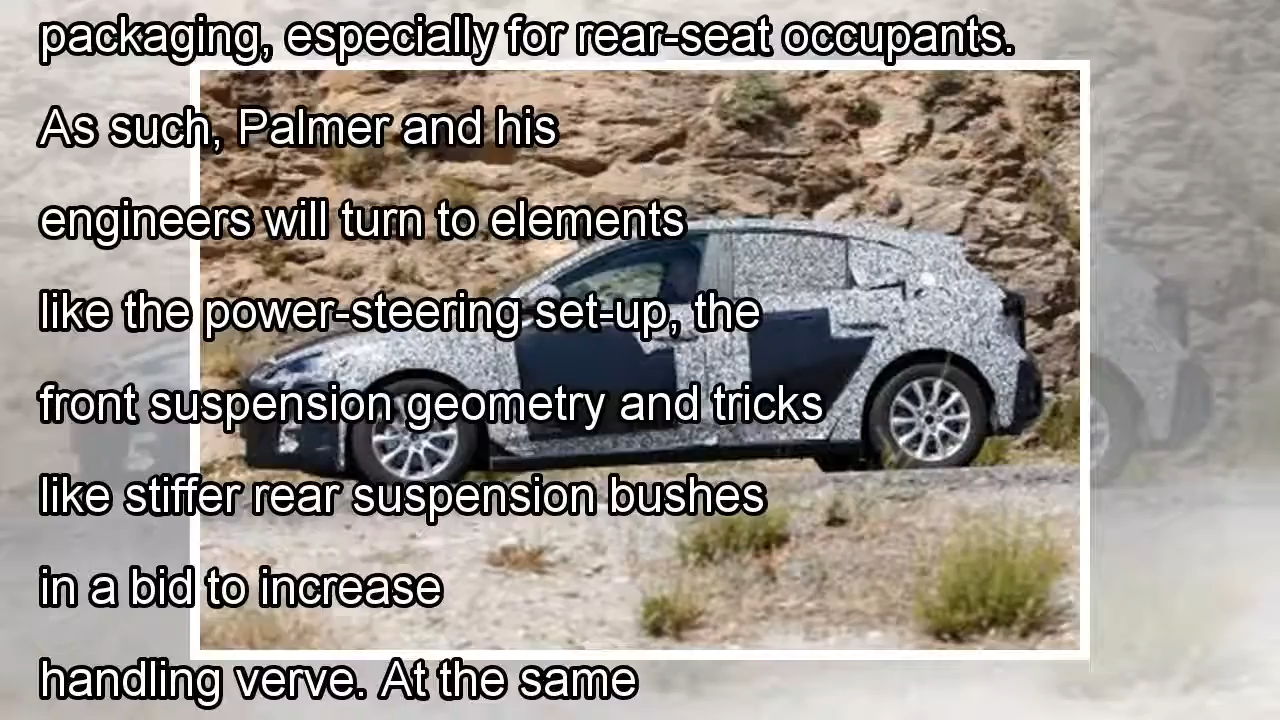 packaging, especially for rear-seat occupants.
As such, Palmer and his
engineers will turn to elements
like the power-steering set-up, the
front suspension geometry and tricks
like stiffer rear suspension bushes
in a bid to increase
handling verve. At the same